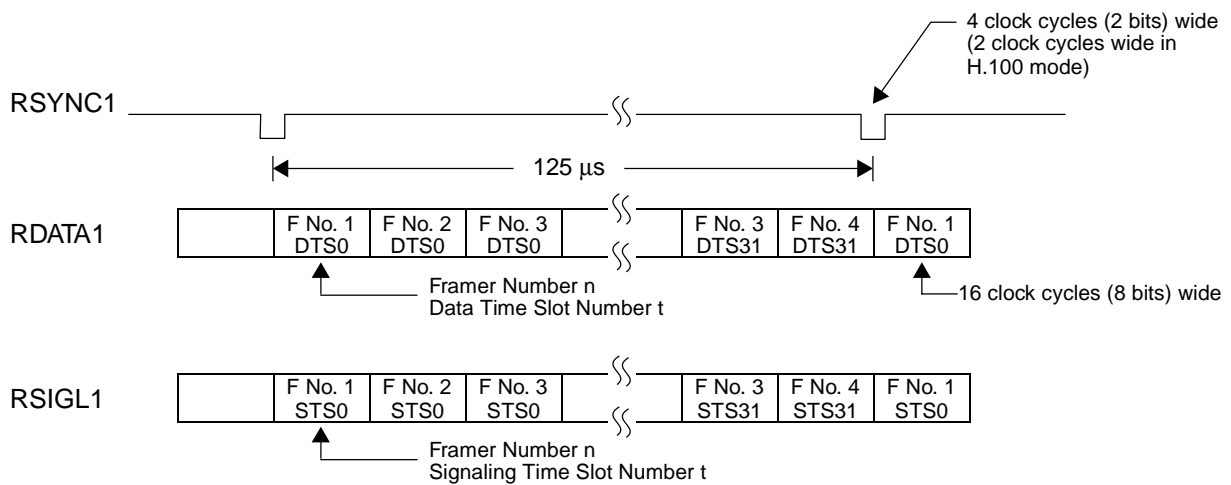 4 clock cycles (2 bits) wide
(2 clock cycles wide in
H.100 mode)
RSYNC1
125 μs
RDATA1
F No. 1 F No. 2 F No. 3 F No. 3 F No. 4 F No. 1
DTS0 DTS0 DTS0 DTS31 DTS31 DTS0
Framer Number n
Data Time Slot Number t
16 clock cycles (8 bits) wide
RSIGL1
F No. 1 F No. 2 F No. 3 F No. 3 F No. 4 F No. 1
STS0 STS0 STS0 STS31 STS31 STS0
Framer Number n
Signaling Time Slot Number t